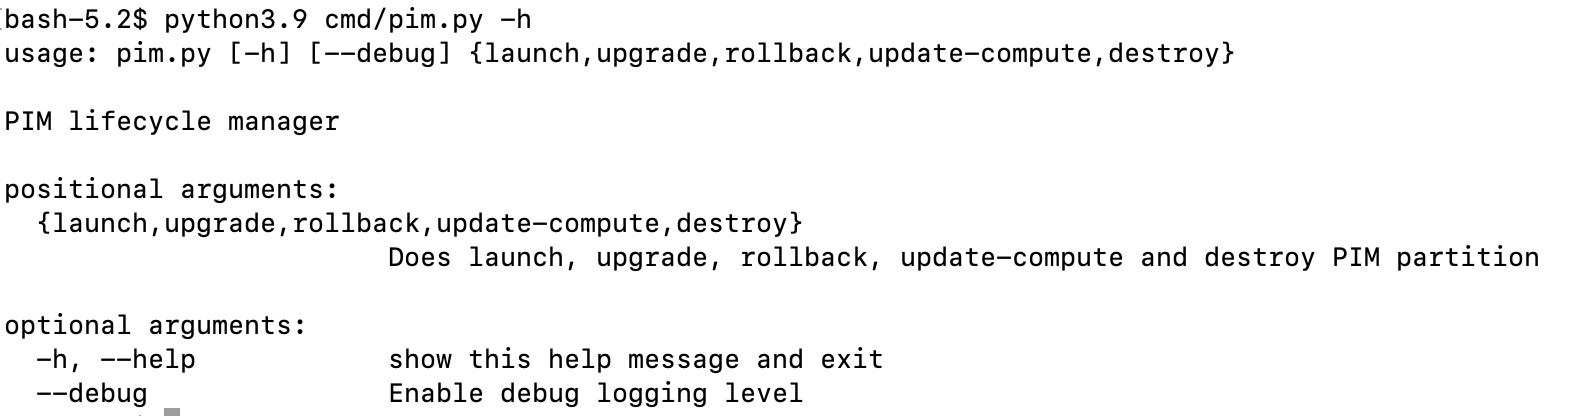 bash-5.2$ python3.9 cmd/pim.py -h
usage: pim.py [-h] [--debug] {launch,upgrade,rollback,update-compute,destroy}

PIM lifecycle manager

positional arguments:
  {launch,upgrade,rollback,update-compute,destroy}
                        Does launch, upgrade, rollback, update-compute and destroy PIM partition

optional arguments:
  -h, --help            show this help message and exit
  --debug               Enable debug logging level